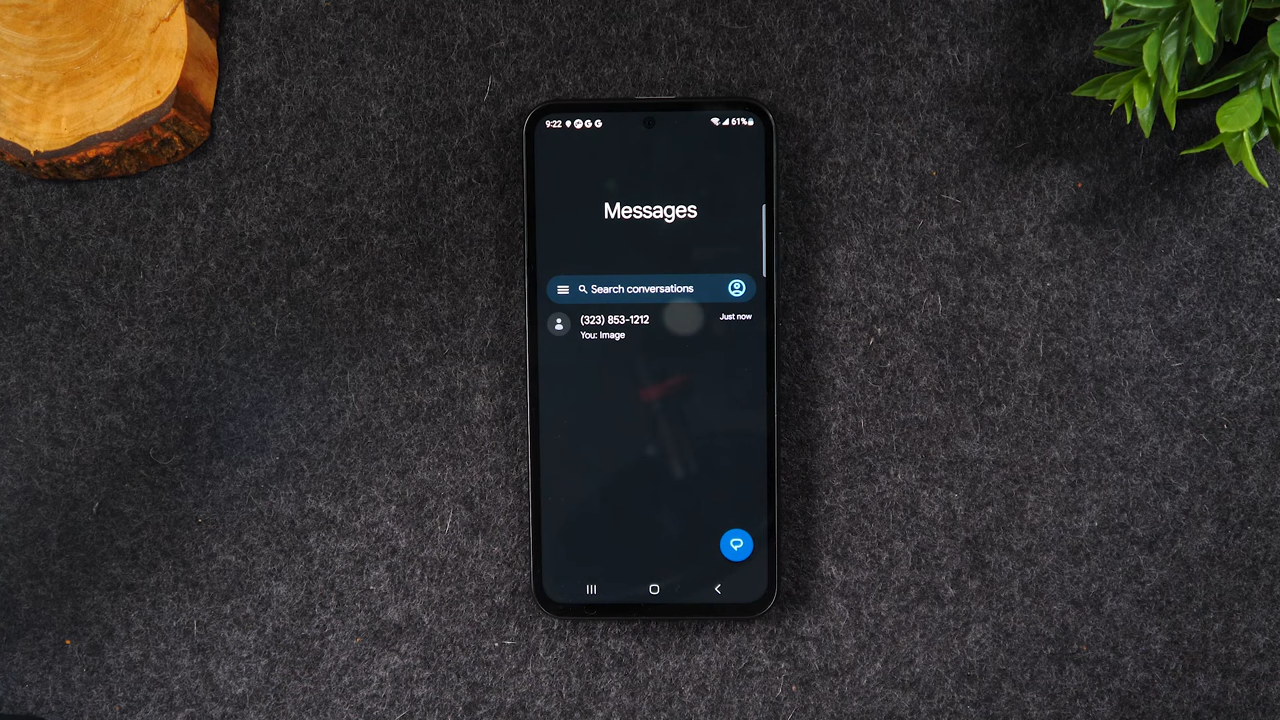 9:22
61%
Messages
Search conversations
(323) 853-1212
Just now
You: Image